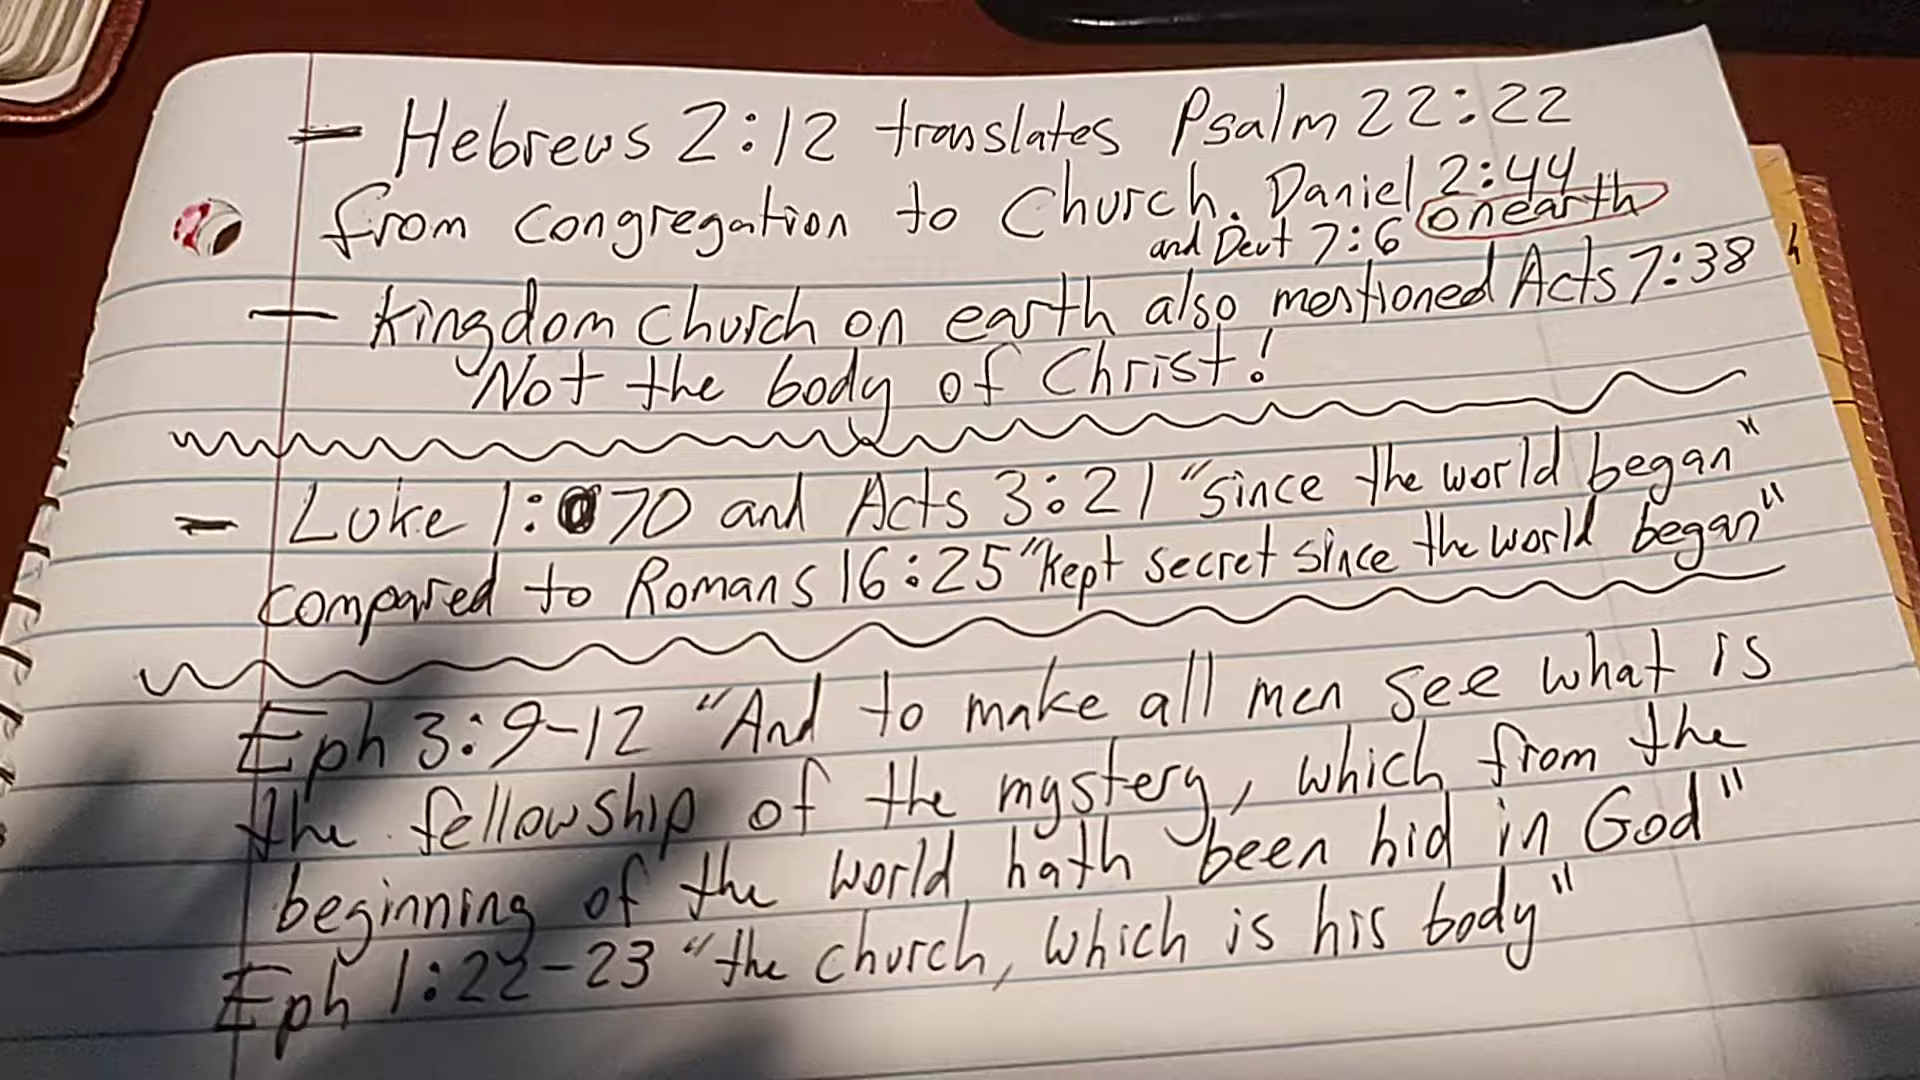 - Hebrews 2:12 translates Psalm 22:22
from congregation to Church. Daniel 2:44
and Deut 7:6 on earth
- Kingdom church on earth also mentioned Acts 7:38
Not the body of Christ!
- Luke 1:70 and Acts 3:21 "since the world began"
compared to Romans 16:25 "kept secret since the world began"
Eph 3:9-12 "And to make all men see what is
the fellowship of the mystery, which from the
beginning of the world hath been hid in God"
Eph 1:22-23 "the church, which is his body"